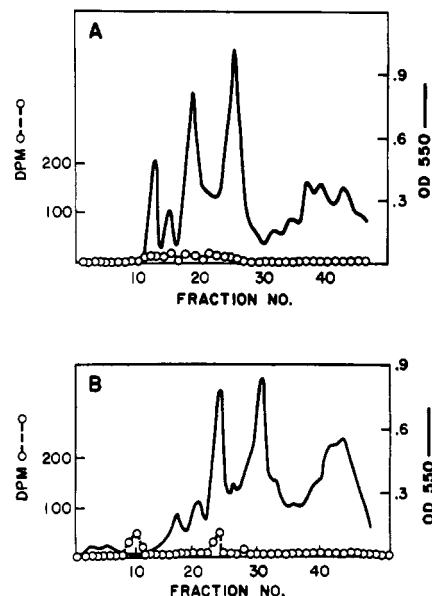 A
DPM o---o
200
100
.9
.6
.3
OD 550 —
10 20 30 40
FRACTION NO.
B
DPM o---o
200
100
.9
.6
.3
OD 550 —
10 20 30 40
FRACTION NO.